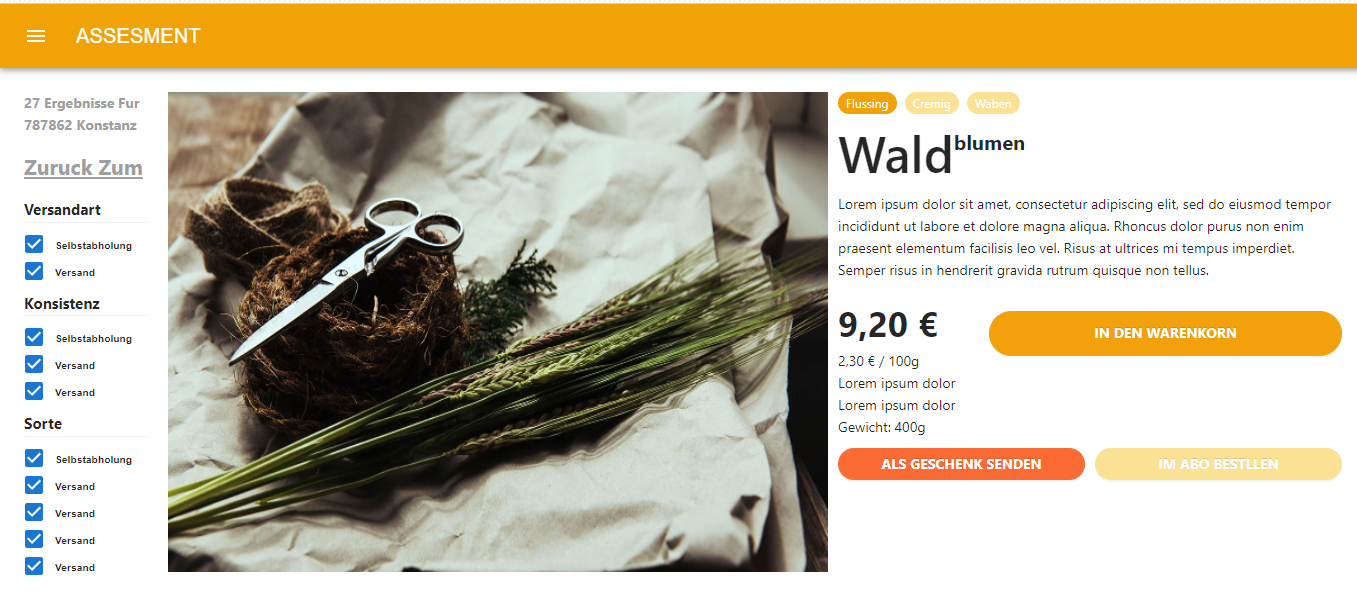 ASSESMENT
27 Ergebnisse Fur
787862 Konstanz
Zuruck Zum
Versandart
Selbstabholung
Versand
Konsistenz
Selbstabholung
Versand
Versand
Sorte
Selbstabholung
Versand
Versand
Versand
Versand
Flussing Cremig Waben
Waldblumen
Lorem ipsum dolor sit amet, consectetur adipiscing elit, sed do eiusmod tempor
incididunt ut labore et dolore magna aliqua. Rhoncus dolor purus non enim
praesent elementum facilisis leo vel. Risus at ultrices mi tempus imperdiet.
Semper risus in hendrerit gravida rutrum quisque non tellus.
9,20 €
IN DEN WARENKORN
2,30 € / 100g
Lorem ipsum dolor
Lorem ipsum dolor
Gewicht: 400g
ALS GESCHENK SENDEN
IM ABO BESTLLEN